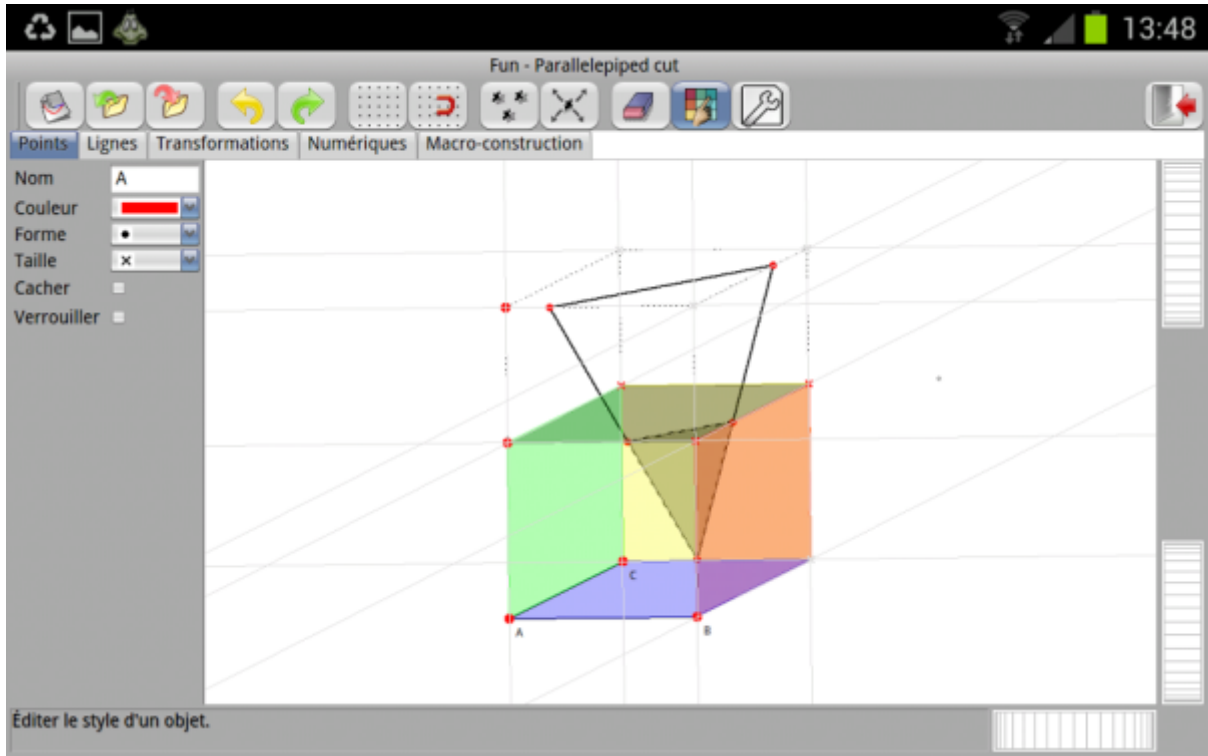 13:48
Fun - Parallelepiped cut
Points Lignes Transformations Numériques Macro-construction
Nom A
Couleur
Forme
Taille
Cacher
Verrouiller
C
A B
Éditer le style d'un objet.